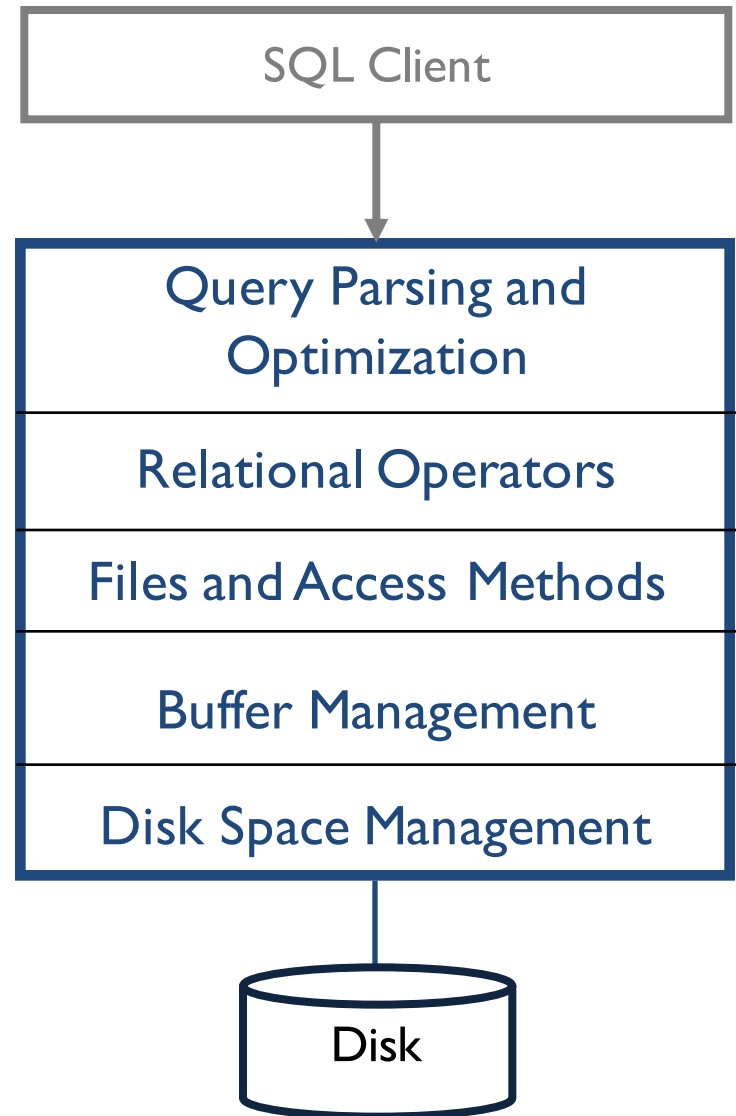 SQL Client
Query Parsing and
Optimization
Relational Operators
Files and Access Methods
Buffer Management
Disk Space Management
Disk